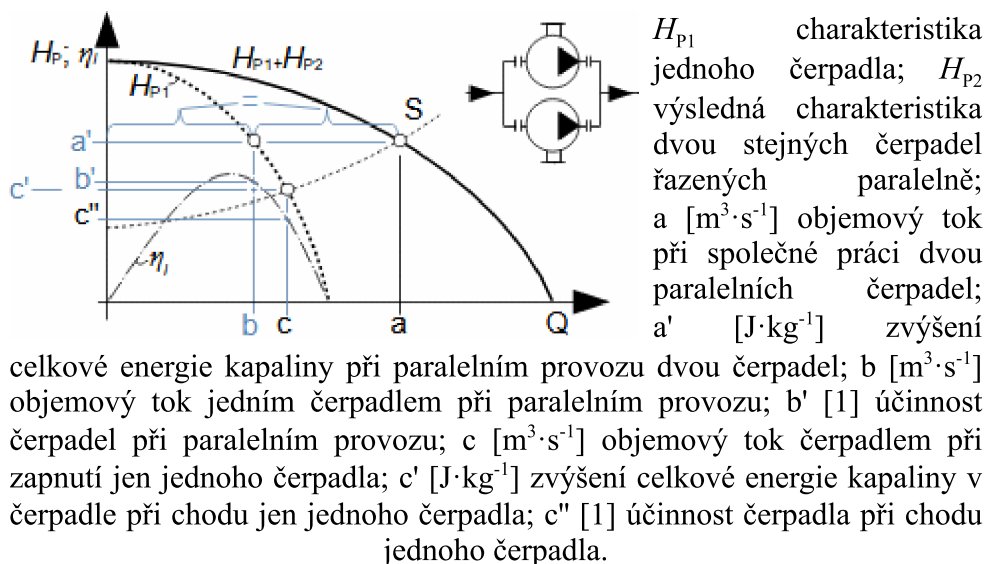 H_P; η_i
H_P1
H_P1+H_P2
=
S
a'
b'
c'
c"
η_i
b
c
a
Q
H_P1 charakteristika
jednoho čerpadla; H_P2
výsledná charakteristika
dvou stejných čerpadel
řazených paralelně;
a [m³·s⁻¹] objemový tok
při společné práci dvou
paralelních čerpadel;
a' [J·kg⁻¹] zvýšení
celkové energie kapaliny při paralelním provozu dvou čerpadel; b [m³·s⁻¹]
objemový tok jedním čerpadlem při paralelním provozu; b' [1] účinnost
čerpadel při paralelním provozu; c [m³·s⁻¹] objemový tok čerpadlem při
zapnutí jen jednoho čerpadla; c' [J·kg⁻¹] zvýšení celkové energie kapaliny v
čerpadle při chodu jen jednoho čerpadla; c" [1] účinnost čerpadla při chodu
jednoho čerpadla.